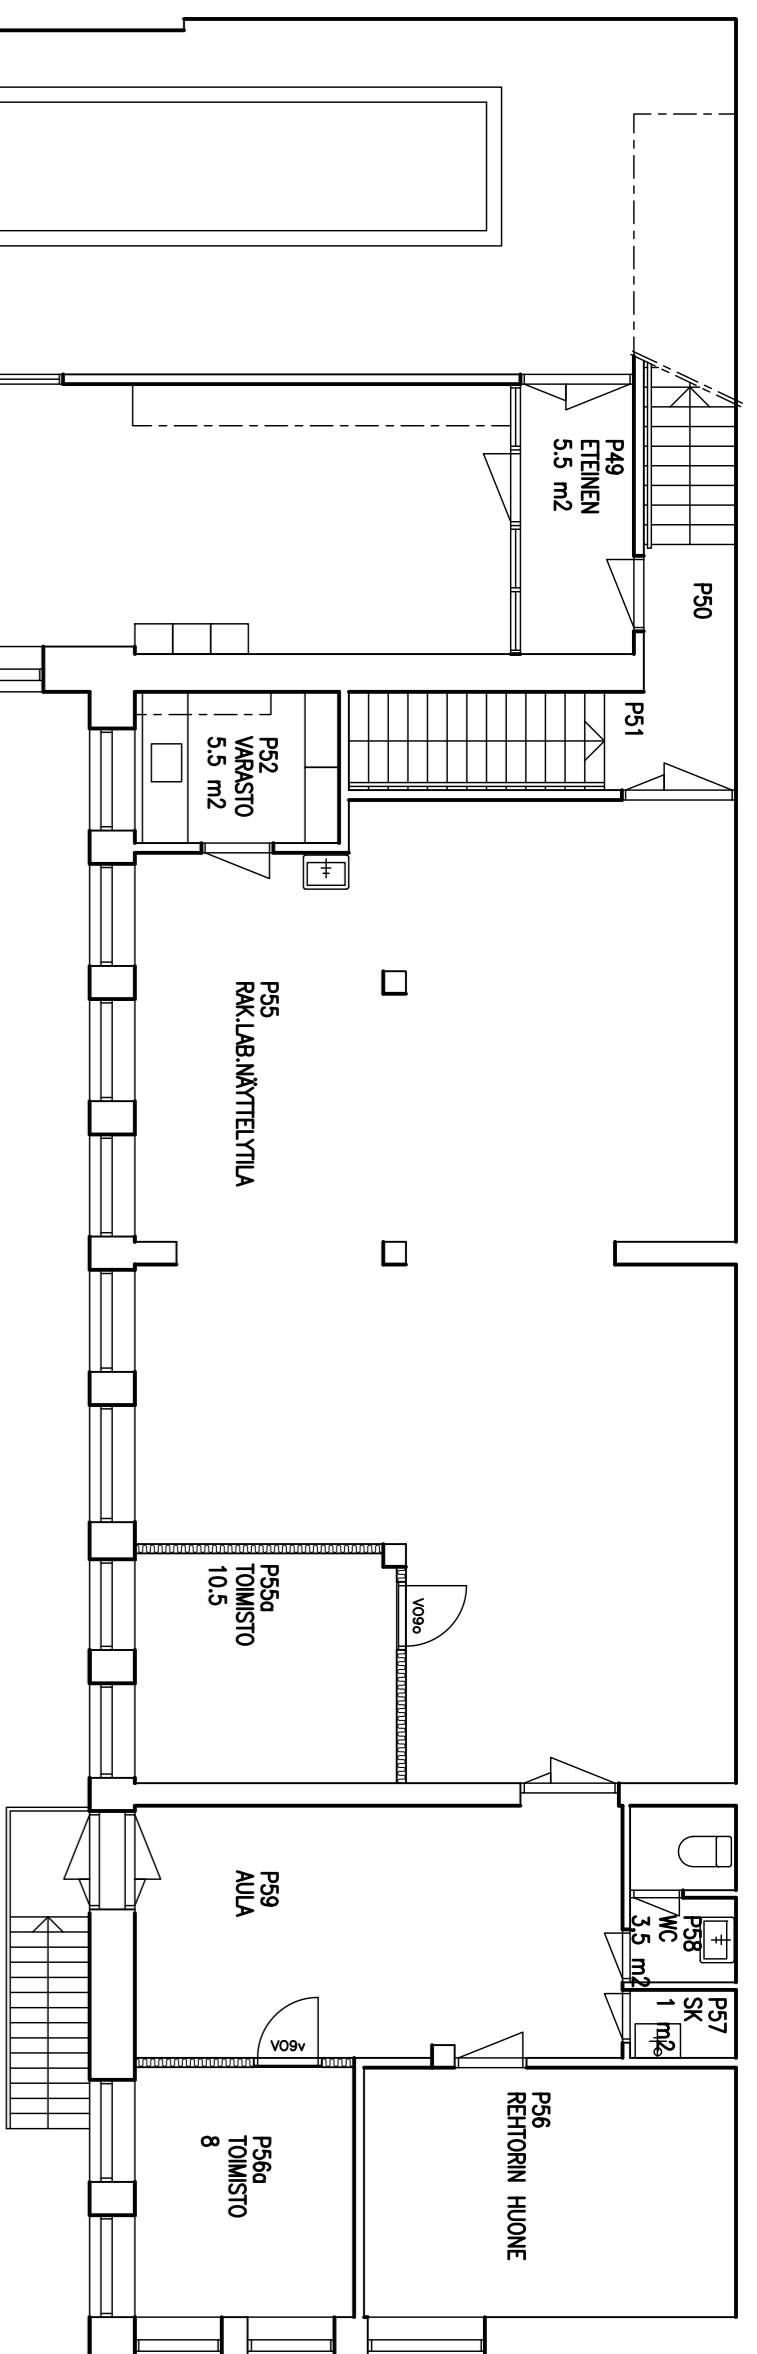 P49
ETEINEN
5.5 m2
P50
P51
P52
VARASTO
5.5 m2
P55
RAK.LAB.NÄYTTELYTILA
P55a
TOIMISTO
10.5
VO9o
P59
AULA
P58
WC
3,5 m2
P57
SK
1 m2
VO9v
P56
REHTORIN HUONE
P56a
TOIMISTO
8